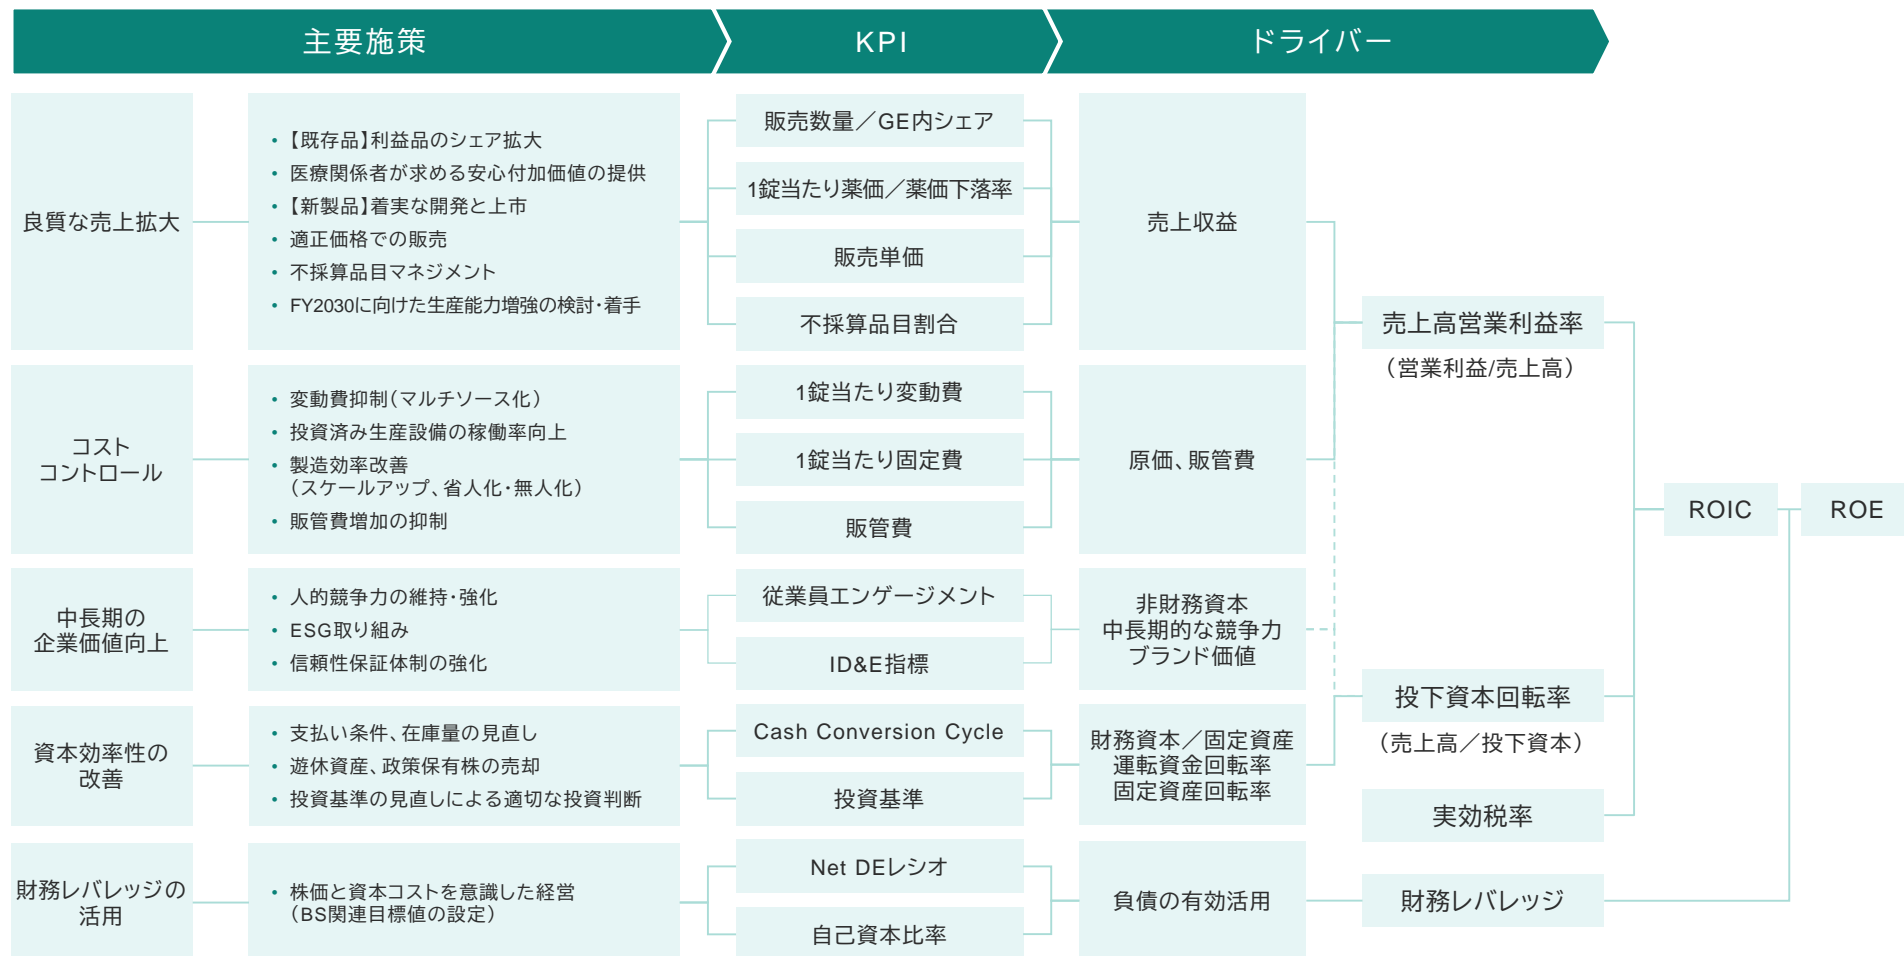 主要施策
KPI
ドライバー
良質な売上拡大
• 【既存品】利益品のシェア拡大
• 医療関係者が求める安心付加価値の提供
• 【新製品】着実な開発と上市
• 適正価格での販売
• 不採算品目マネジメント
• FY2030に向けた生産能力増強の検討・着手
販売数量／GE内シェア
1錠当たり薬価／薬価下落率
販売単価
不採算品目割合
売上収益
コスト
コントロール
• 変動費抑制（マルチソース化）
• 投資済み生産設備の稼働率向上
• 製造効率改善
（スケールアップ、省人化・無人化）
• 販管費増加の抑制
1錠当たり変動費
1錠当たり固定費
販管費
原価、販管費
中長期の
企業価値向上
• 人的競争力の維持・強化
• ESG取り組み
• 信頼性保証体制の強化
従業員エンゲージメント
ID&E指標
非財務資本
中長期的な競争力
ブランド価値
資本効率性の
改善
• 支払い条件、在庫量の見直し
• 遊休資産、政策保有株の売却
• 投資基準の見直しによる適切な投資判断
Cash Conversion Cycle
投資基準
財務資本／固定資産
運転資金回転率
固定資産回転率
財務レバレッジの
活用
• 株価と資本コストを意識した経営
（BS関連目標値の設定）
Net DEレシオ
自己資本比率
負債の有効活用
売上高営業利益率
（営業利益/売上高）
投下資本回転率
（売上高／投下資本）
実効税率
財務レバレッジ
ROIC
ROE